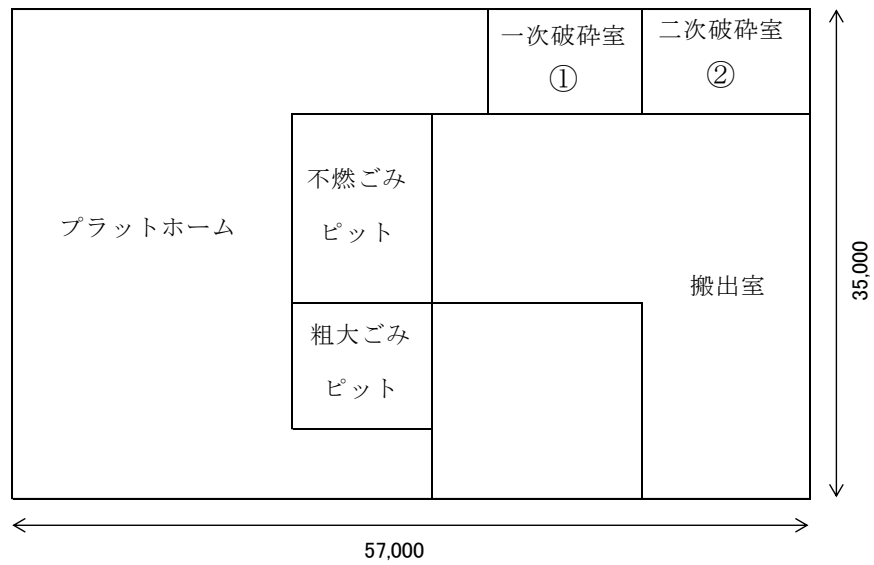 一次破砕室
①
二次破砕室
②
不燃ごみ
ピット
プラットホーム
搬出室
粗大ごみ
ピット
35,000
57,000